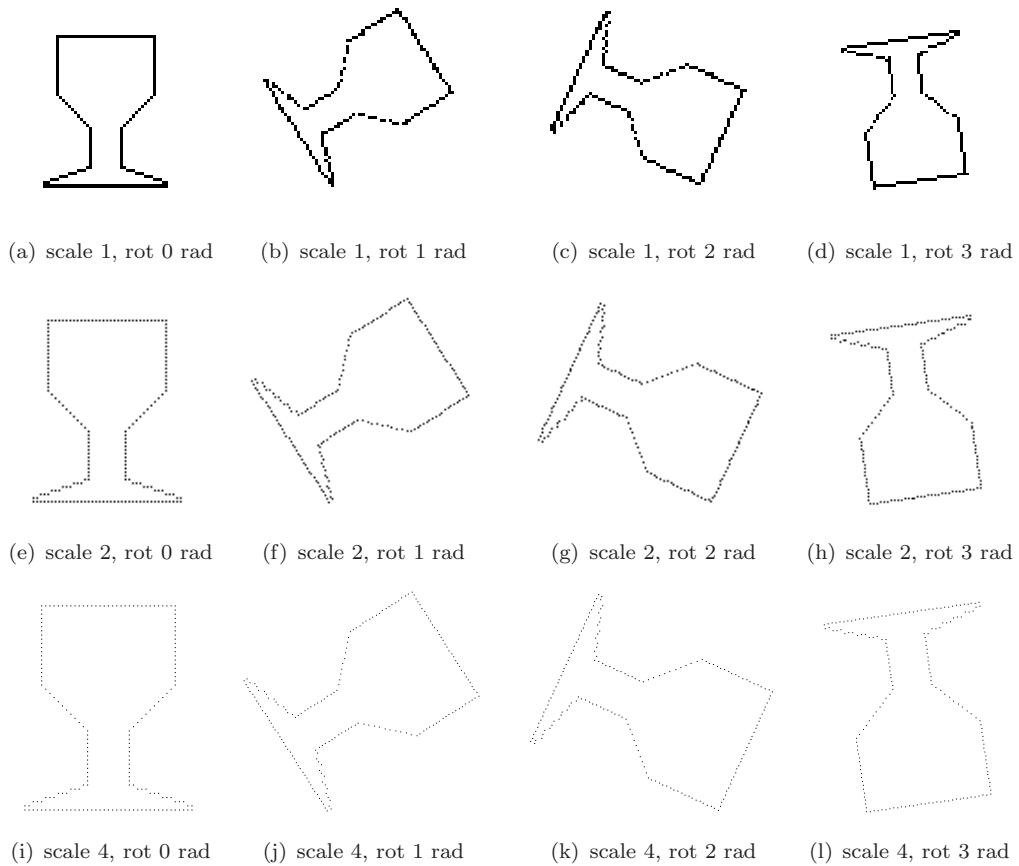 (a) scale 1, rot 0 rad
(b) scale 1, rot 1 rad
(c) scale 1, rot 2 rad
(d) scale 1, rot 3 rad
(e) scale 2, rot 0 rad
(f) scale 2, rot 1 rad
(g) scale 2, rot 2 rad
(h) scale 2, rot 3 rad
(i) scale 4, rot 0 rad
(j) scale 4, rot 1 rad
(k) scale 4, rot 2 rad
(l) scale 4, rot 3 rad